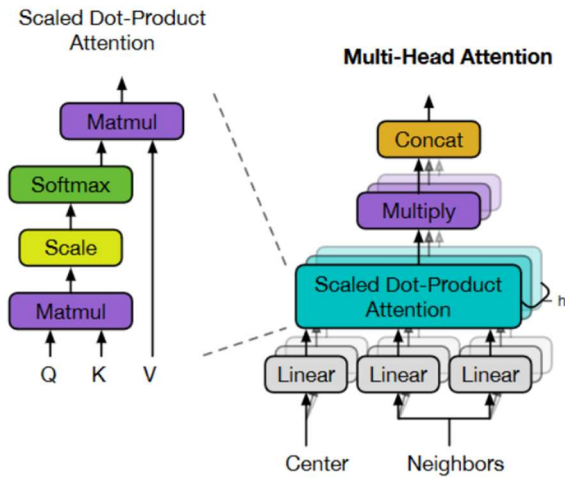 Scaled Dot-Product
Attention
Matmul
Softmax
Scale
Matmul
Q K V
Multi-Head Attention
Concat
Multiply
Scaled Dot-Product
Attention
h
Linear Linear Linear
Center Neighbors